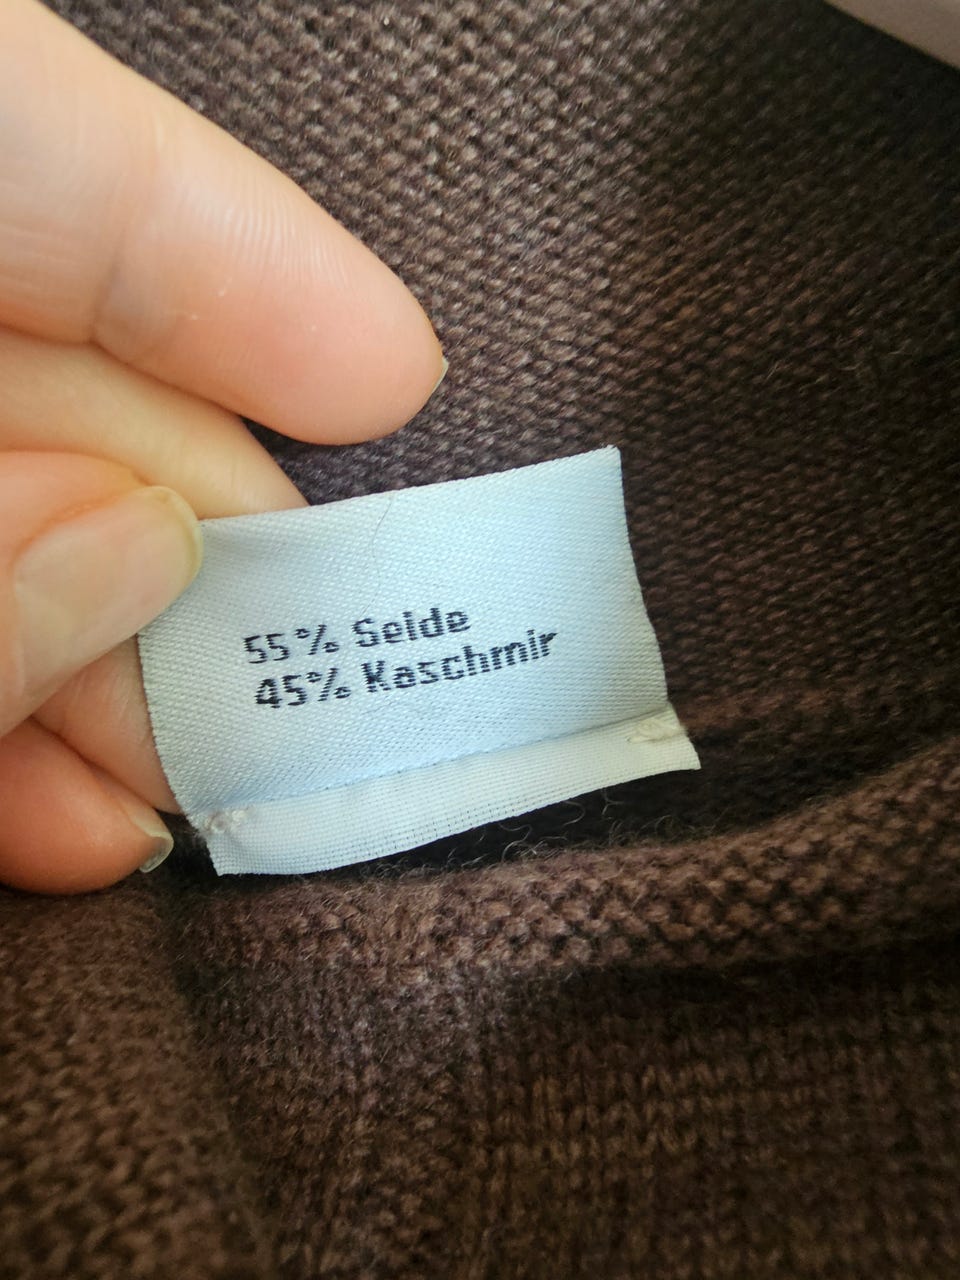 55% Seide
45% Kaschmir